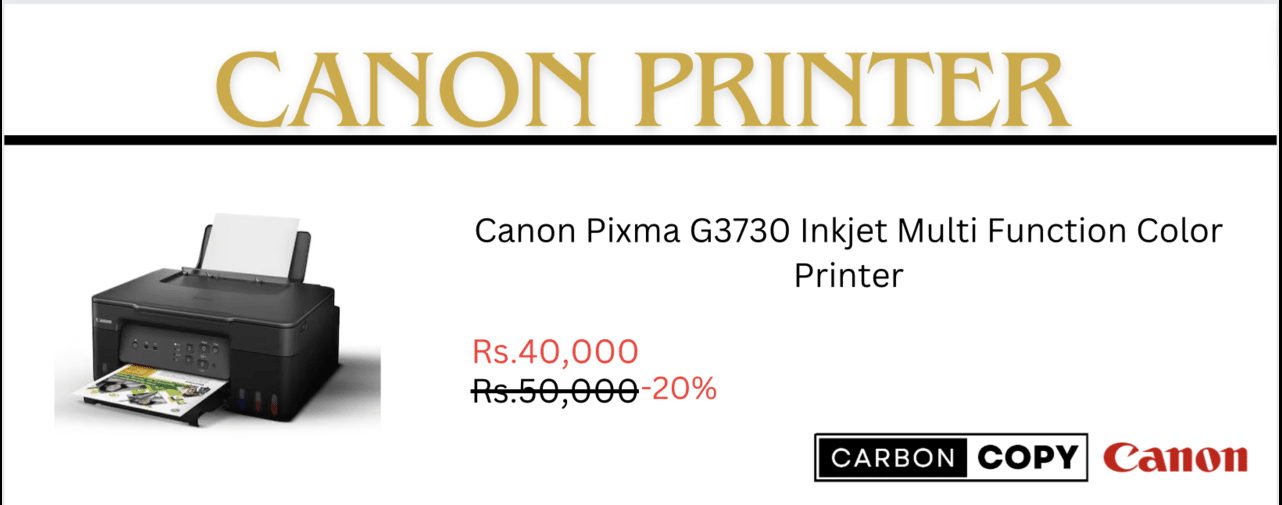 CANON PRINTER
Canon Pixma G3730 Inkjet Multi Function Color
Printer
Rs.40,000
Rs.50,000-20%
Canon
CARBON COPY
Canon